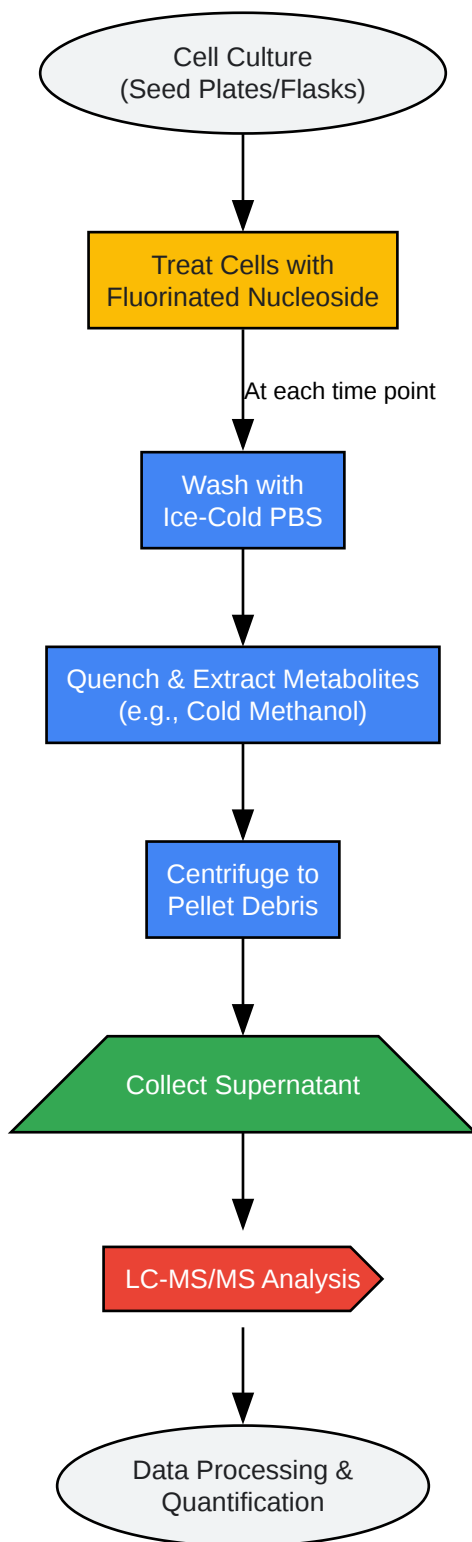 Cell Culture
(Seed Plates/Flasks)
Treat Cells with
Fluorinated Nucleoside
At each time point
Wash with
Ice-Cold PBS
Quench & Extract Metabolites
(e.g., Cold Methanol)
Centrifuge to
Pellet Debris
Collect Supernatant
LC-MS/MS Analysis
Data Processing &
Quantification